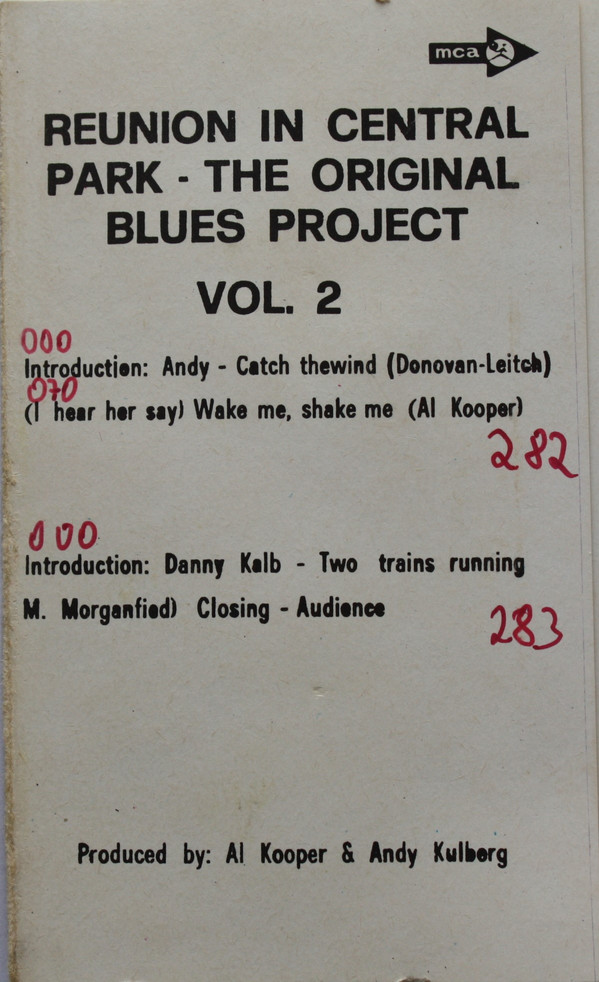 mca
REUNION IN CENTRAL
PARK - THE ORIGINAL
BLUES PROJECT
VOL. 2
000
Introduction: Andy - Catch thewind (Donovan-Leitch)
070
(I hear her say) Wake me, shake me (Al Kooper)
282
000
Introduction: Danny Kalb - Two trains running
M. Morganfied) Closing - Audience
283
Produced by: Al Kooper & Andy Kulberg